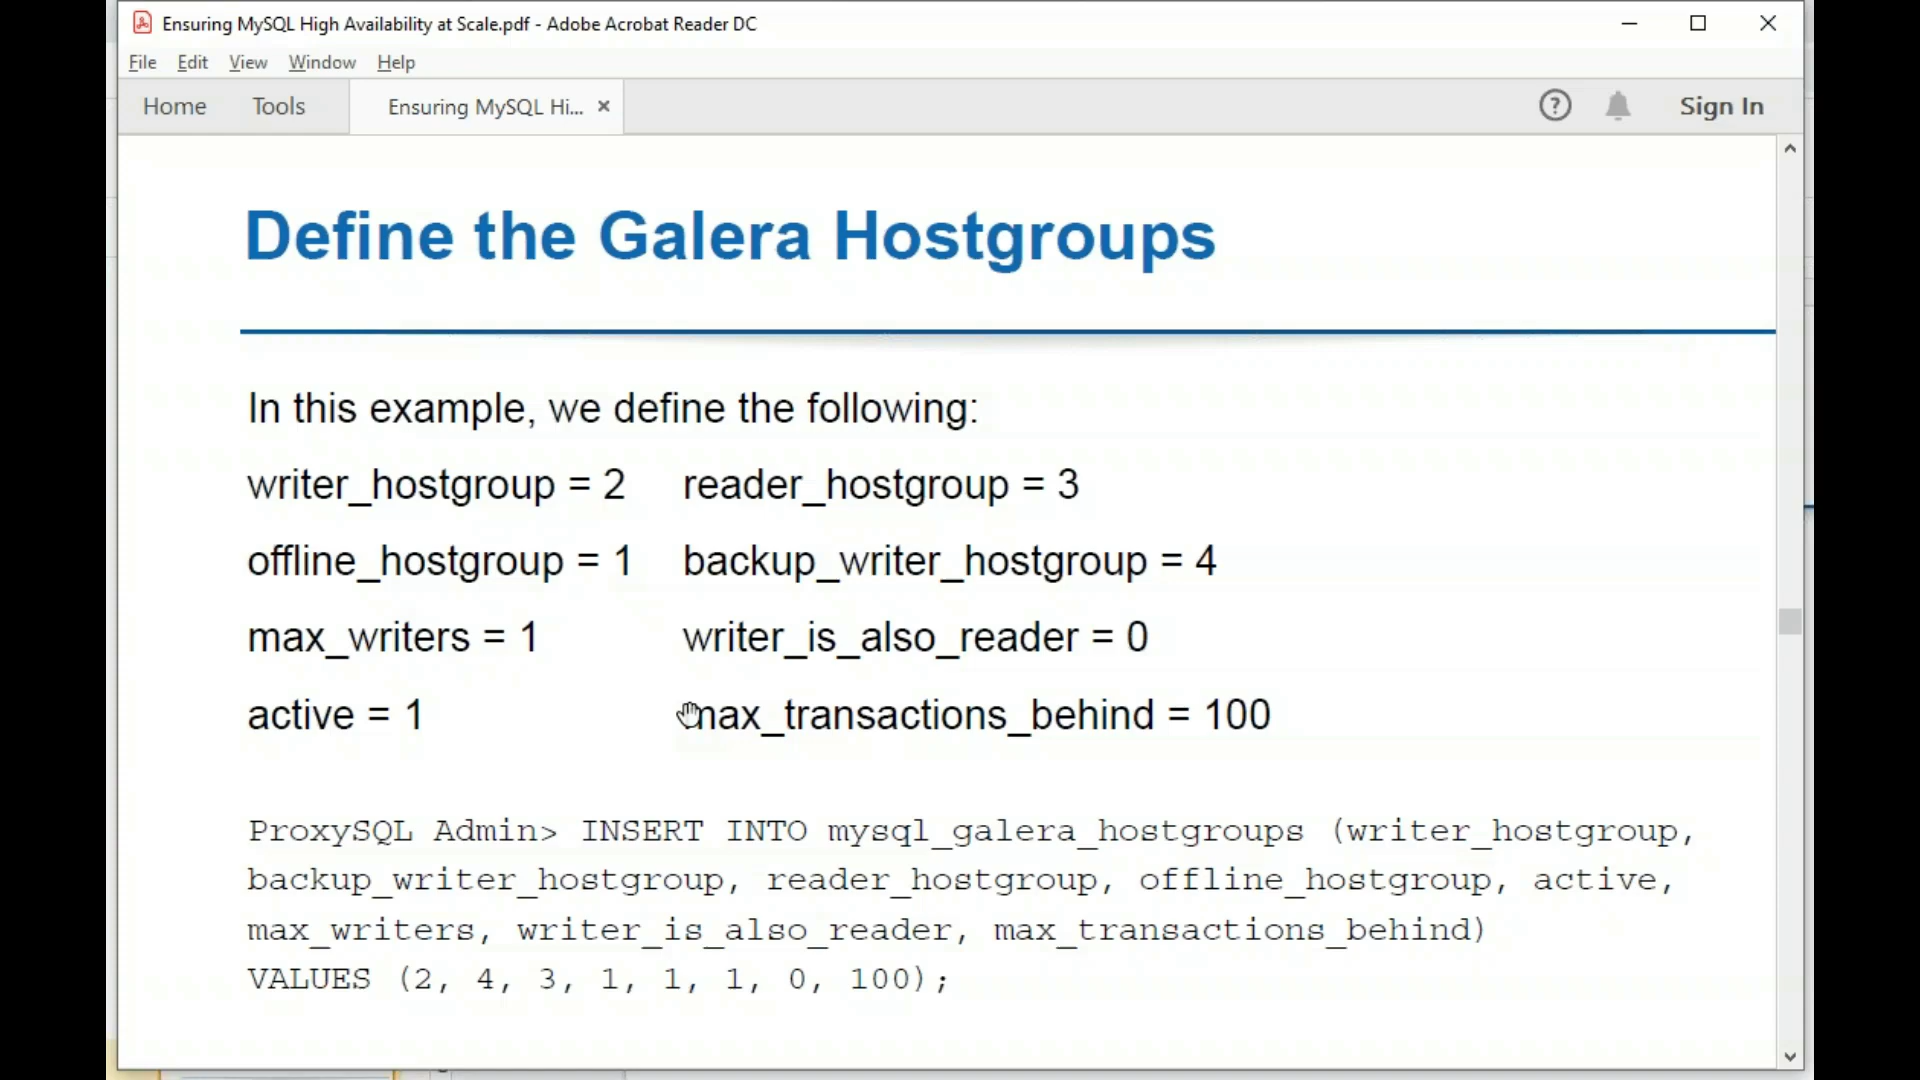 Ensuring MySQL High Availability at Scale.pdf - Adobe Acrobat Reader DC
File Edit View Window Help
Home Tools Ensuring MySQL Hi... Sign In
Define the Galera Hostgroups
In this example, we define the following:
writer_hostgroup = 2 reader_hostgroup = 3
offline_hostgroup = 1 backup_writer_hostgroup = 4
max_writers = 1 writer_is_also_reader = 0
active = 1 max_transactions_behind = 100
ProxySQL Admin> INSERT INTO mysql_galera_hostgroups (writer_hostgroup,
backup_writer_hostgroup, reader_hostgroup, offline_hostgroup, active,
max_writers, writer_is_also_reader, max_transactions_behind)
VALUES (2, 4, 3, 1, 1, 1, 0, 100);